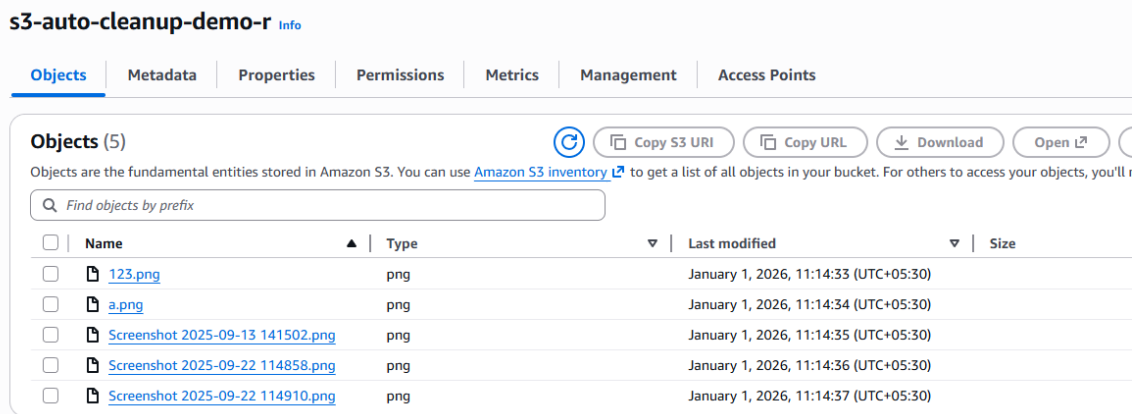 s3-auto-cleanup-demo-r Info
Objects Metadata Properties Permissions Metrics Management Access Points
Objects (5) Copy S3 URI Copy URL Download Open
Objects are the fundamental entities stored in Amazon S3. You can use Amazon S3 inventory to get a list of all objects in your bucket. For others to access your objects, you'll
Find objects by prefix
Name Type Last modified Size
123.png png January 1, 2026, 11:14:33 (UTC+05:30)
a.png png January 1, 2026, 11:14:34 (UTC+05:30)
Screenshot 2025-09-13 141502.png png January 1, 2026, 11:14:35 (UTC+05:30)
Screenshot 2025-09-22 114858.png png January 1, 2026, 11:14:36 (UTC+05:30)
Screenshot 2025-09-22 114910.png png January 1, 2026, 11:14:37 (UTC+05:30)